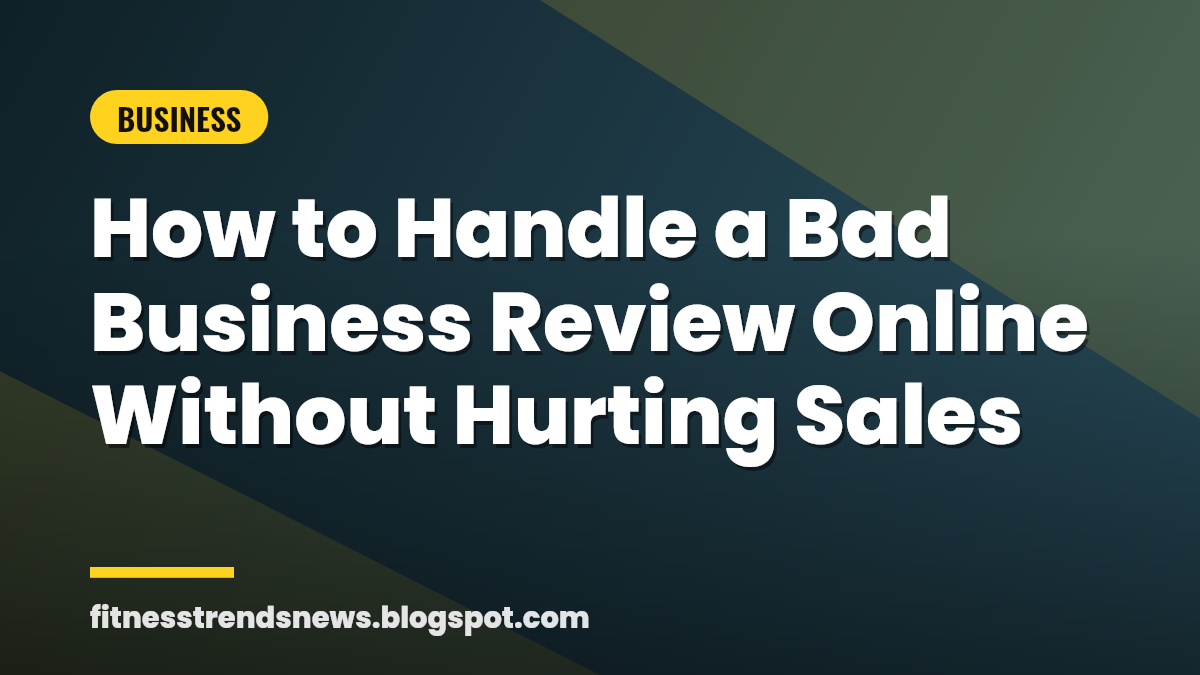 BUSINESS
How to Handle a Bad
Business Review Online
Without Hurting Sales
fitnesstrendsnews.blogspot.com